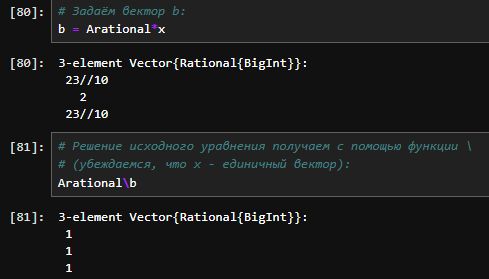 [80]: # Задаём вектор b:
b = Arational*x
[80]: 3-element Vector{Rational{BigInt}}:
23//10
2
23//10
[81]: # Решение исходного уравнения получаем с помощью функции \
# (убеждаемся, что x - единичный вектор):
Arational\b
[81]: 3-element Vector{Rational{BigInt}}:
1
1
1